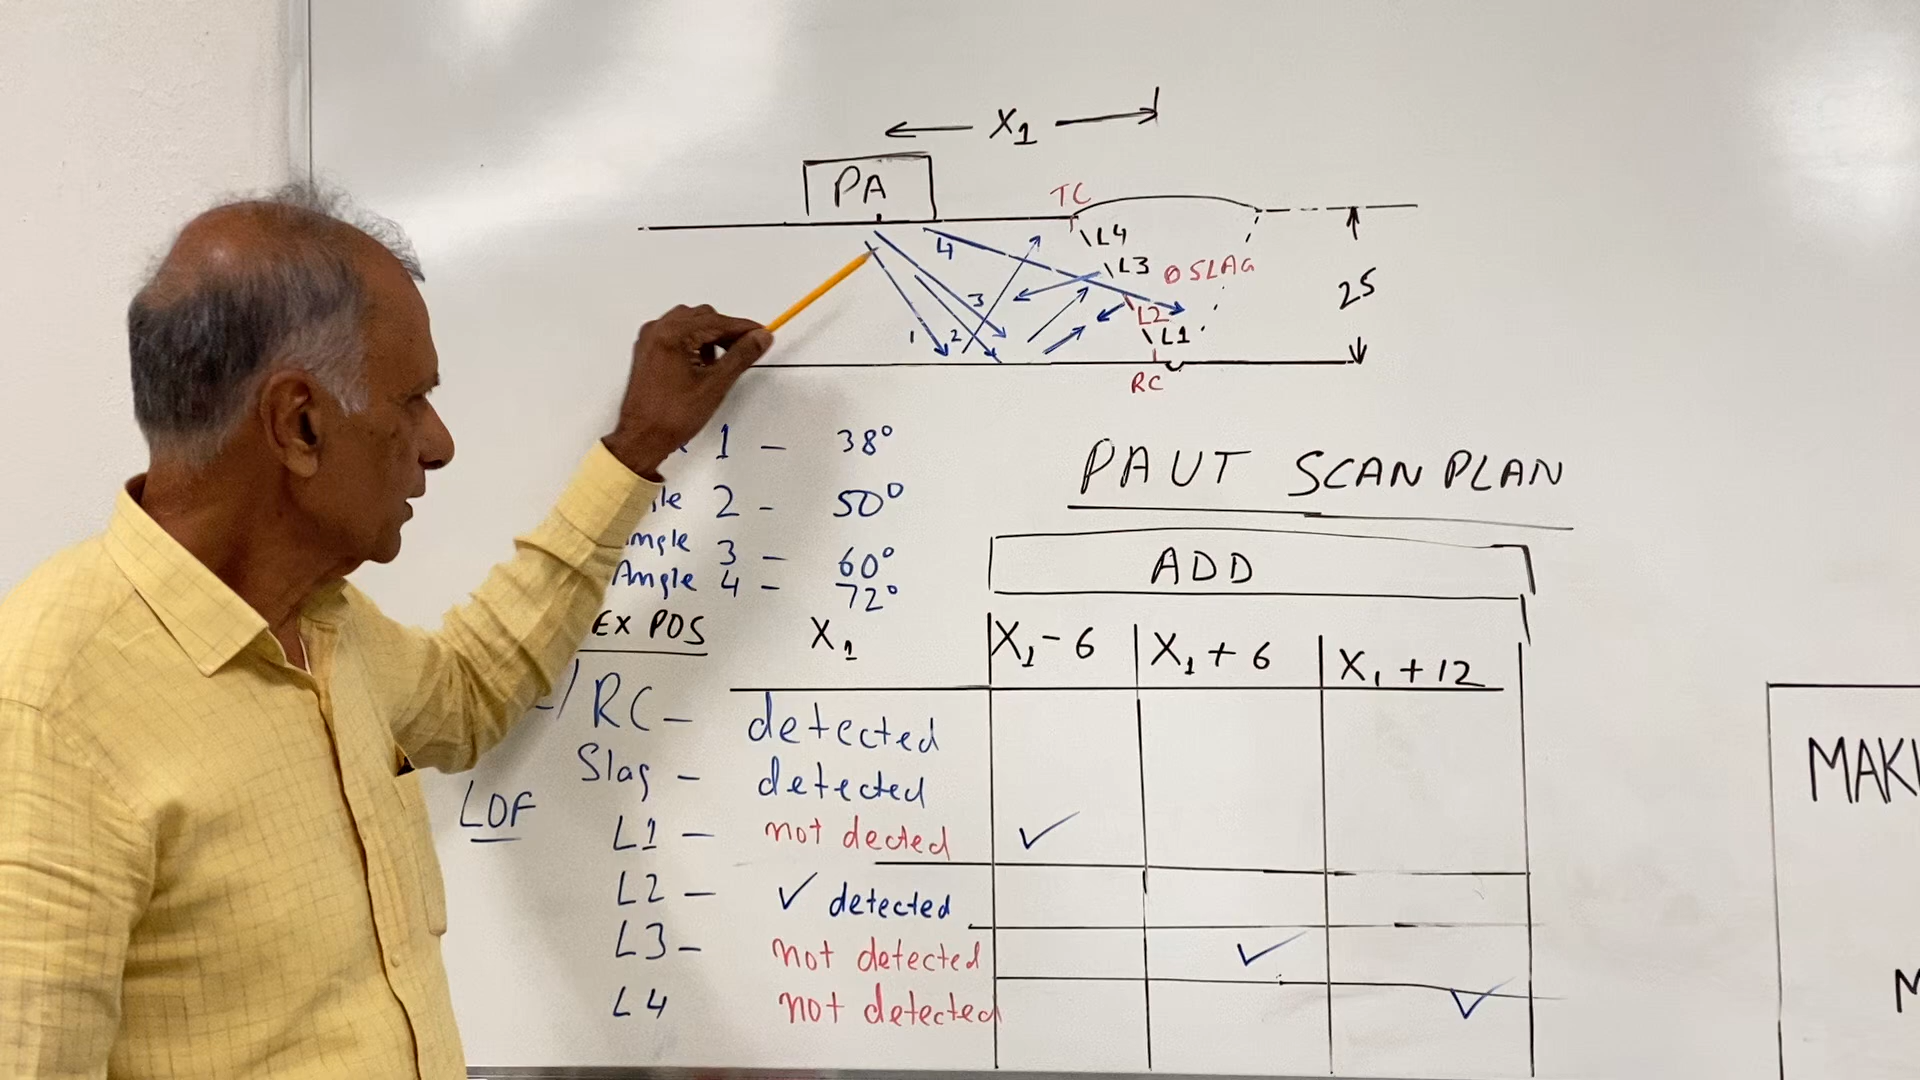 X1
PA
TC
L4
4
L3
SLAG
3
L2
25
1
2
L1
RC
1 - 38°
le 2 - 50°
PAUT SCAN PLAN
Angle 3 - 60°
Angle 4 - 72°
ADD
EX POS X1 X1-6 X1+6 X1+12
RC - detected
Slag - detected
LOF
L1 - not dected ✓
L2 - ✓ detected
L3 - not detected ✓
L4 not detected ✓
MAKI
M